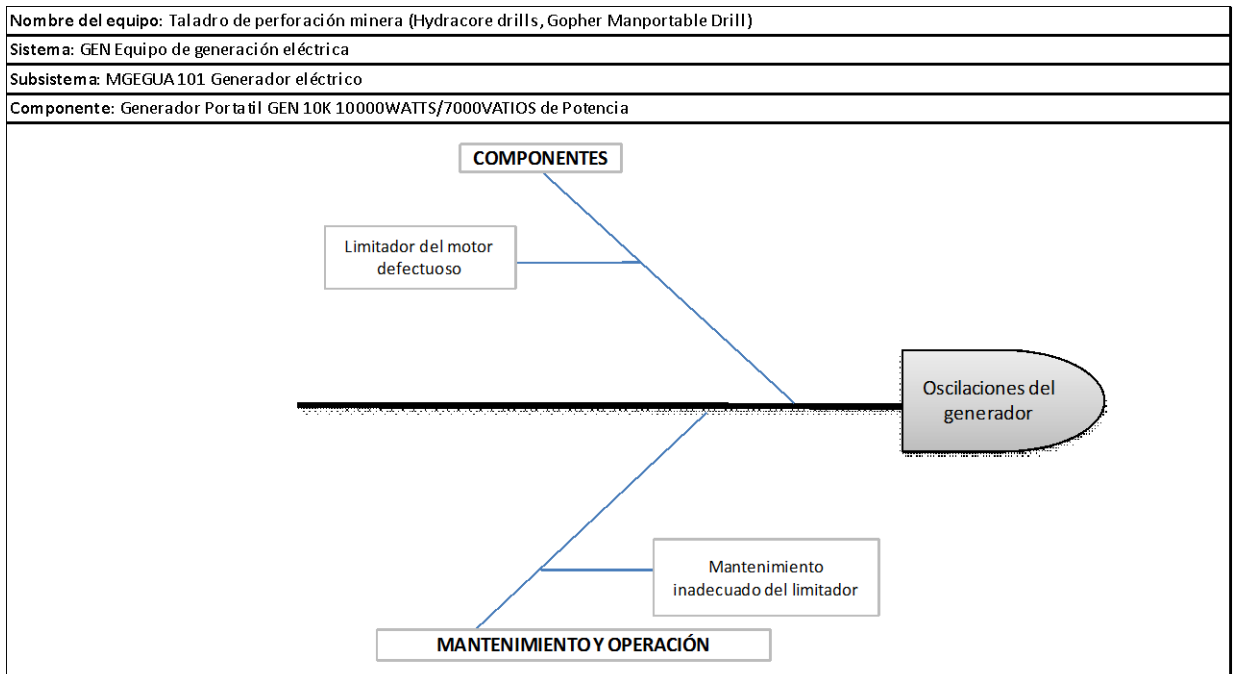 Nombre del equipo: Taladro de perforación minera (Hydracore drills, Gopher Manportable Drill)
Sistema: GEN Equipo de generación eléctrica
Subsistema: MGEGUA101 Generador eléctrico
Componente: Generador Portatil GEN 10K 10000WATTS/7000VATIOS de Potencia
COMPONENTES
Limitador del motor
defectuoso
Oscilaciones del
generador
Mantenimiento
inadecuado del limitador
MANTENIMIENTO Y OPERACIÓN